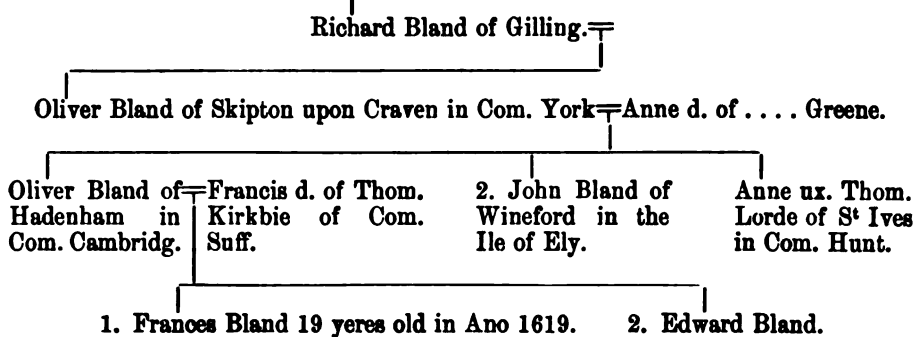 Richard Bland of Gilling.
Oliver Bland of Skipton upon Craven in Com. York=Anne d. of . . . . Greene.
Oliver Bland of
Hadenham in
Com. Cambridg.
Francis d. of Thom.
Kirkbie of Com.
Suff.
2. John Bland of
Wineford in the
Ile of Ely.
Anne ux. Thom.
Lorde of Sᵗ Ives
in Com. Hunt.
1. Frances Bland 19 yeres old in Ano 1619.
2. Edward Bland.